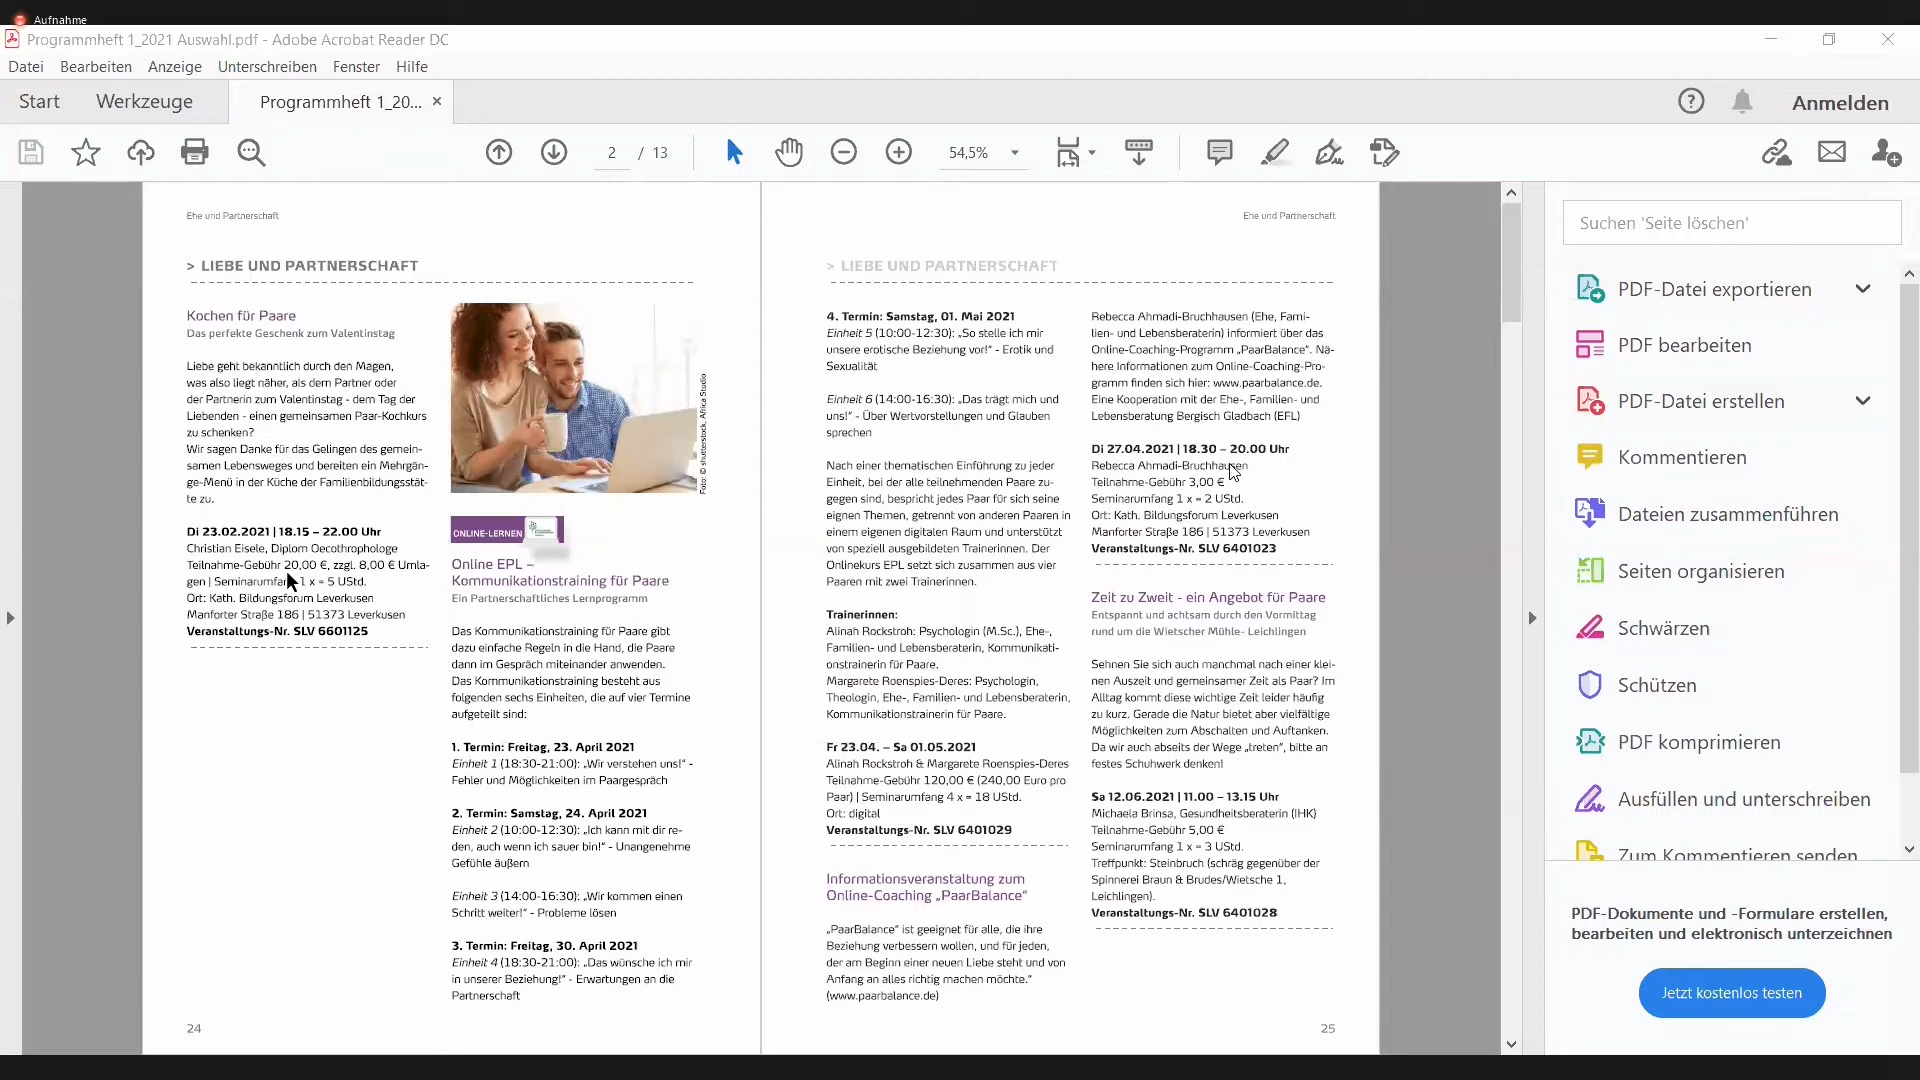 Aufnahme
Programmheft 1_2021 Auswahl.pdf - Adobe Acrobat Reader DC
Datei Bearbeiten Anzeige Unterschreiben Fenster Hilfe
Start Werkzeuge Programmheft 1_20... × Anmelden
2 / 13 54,5%
Ehe und Partnerschaft
> LIEBE UND PARTNERSCHAFT
Kochen für Paare
Das perfekte Geschenk zum Valentinstag
Liebe geht bekanntlich durch den Magen,
was also liegt näher, als dem Partner oder
der Partnerin zum Valentinstag - dem Tag der
Liebenden - einen gemeinsamen Paar-Kochkurs
zu schenken?
Wir sagen Danke für das Gelingen des gemein-
samen Lebensweges und bereiten ein Mehrgän-
ge-Menü in der Küche der Familienbildungsstät-
te zu.
Di 23.02.2021 | 18.15 – 22.00 Uhr
Christian Eisele, Diplom Oecothrophologe
Teilnahme-Gebühr 20,00 €, zzgl. 8,00 € Umla-
gen | Seminarumfang 1 x = 5 UStd.
Ort: Kath. Bildungsforum Leverkusen
Manforter Straße 186 | 51373 Leverkusen
Veranstaltungs-Nr. SLV 6601125
Foto: © shutterstock, Africa Studio
ONLINE-LERNEN
Online EPL –
Kommunikationstraining für Paare
Ein Partnerschaftliches Lernprogramm
Das Kommunikationstraining für Paare gibt
dazu einfache Regeln in die Hand, die Paare
dann im Gespräch miteinander anwenden.
Das Kommunikationstraining besteht aus
folgenden sechs Einheiten, die auf vier Termine
aufgeteilt sind:
1. Termin: Freitag, 23. April 2021
Einheit 1 (18:30-21:00): „Wir verstehen uns!“ -
Fehler und Möglichkeiten im Paargespräch
2. Termin: Samstag, 24. April 2021
Einheit 2 (10:00-12:30): „Ich kann mit dir re-
den, auch wenn ich sauer bin!“ - Unangenehme
Gefühle äußern
Einheit 3 (14:00-16:30): „Wir kommen einen
Schritt weiter!“ - Probleme lösen
3. Termin: Freitag, 30. April 2021
Einheit 4 (18:30-21:00): „Das wünsche ich mir
in unserer Beziehung!“ - Erwartungen an die
Partnerschaft
24
Ehe und Partnerschaft
> LIEBE UND PARTNERSCHAFT
4. Termin: Samstag, 01. Mai 2021
Einheit 5 (10:00-12:30): „So stelle ich mir
unsere erotische Beziehung vor!“ - Erotik und
Sexualität
Einheit 6 (14:00-16:30): „Das trägt mich und
uns!“ - Über Wertvorstellungen und Glauben
sprechen
Nach einer thematischen Einführung zu jeder
Einheit, bei der alle teilnehmenden Paare zu-
gegen sind, bespricht jedes Paar für sich seine
eignen Themen, getrennt von anderen Paaren in
einem eigenen digitalen Raum und unterstützt
von speziell ausgebildeten Trainerinnen. Der
Onlinekurs EPL setzt sich zusammen aus vier
Paaren mit zwei Trainerinnen.
Trainerinnen:
Alinah Rockstroh: Psychologin (M.Sc.), Ehe-,
Familien- und Lebensberaterin, Kommunikati-
onstrainerin für Paare.
Margarete Roenspies-Deres: Psychologin,
Theologin, Ehe-, Familien- und Lebensberaterin,
Kommunikationstrainerin für Paare.
Fr 23.04. – Sa 01.05.2021
Alinah Rockstroh & Margarete Roenspies-Deres
Teilnahme-Gebühr 120,00 € (240,00 Euro pro
Paar) | Seminarumfang 4 x = 18 UStd.
Ort: digital
Veranstaltungs-Nr. SLV 6401029
Informationsveranstaltung zum
Online-Coaching „PaarBalance“
„PaarBalance“ ist geeignet für alle, die ihre
Beziehung verbessern wollen, und für jeden,
der am Beginn einer neuen Liebe steht und von
Anfang an alles richtig machen möchte.“
(www.paarbalance.de)
Rebecca Ahmadi-Bruchhausen (Ehe, Fami-
lien- und Lebensberaterin) informiert über das
Online-Coaching-Programm „PaarBalance“. Nä-
here Informationen zum Online-Coaching-Pro-
gramm finden sich hier: www.paarbalance.de.
Eine Kooperation mit der Ehe-, Familien- und
Lebensberatung Bergisch Gladbach (EFL)
Di 27.04.2021 | 18.30 – 20.00 Uhr
Rebecca Ahmadi-Bruchhausen
Teilnahme-Gebühr 3,00 €
Seminarumfang 1 x = 2 UStd.
Ort: Kath. Bildungsforum Leverkusen
Manforter Straße 186 | 51373 Leverkusen
Veranstaltungs-Nr. SLV 6401023
Zeit zu Zweit - ein Angebot für Paare
Entspannt und achtsam durch den Vormittag
rund um die Wietscher Mühle- Leichlingen
Sehnen Sie sich auch manchmal nach einer klei-
nen Auszeit und gemeinsamer Zeit als Paar? Im
Alltag kommt diese wichtige Zeit leider häufig
zu kurz. Gerade die Natur bietet aber vielfältige
Möglichkeiten zum Abschalten und Auftanken.
Da wir auch abseits der Wege „treten“, bitte an
festes Schuhwerk denken!
Sa 12.06.2021 | 11.00 – 13.15 Uhr
Michaela Brinsa, Gesundheitsberaterin (IHK)
Teilnahme-Gebühr 5,00 €
Seminarumfang 1 x = 3 UStd.
Treffpunkt: Steinbruch (schräg gegenüber der
Spinnerei Braun & Brudes/Wietsche 1,
Leichlingen).
Veranstaltungs-Nr. SLV 6401028
25
Suchen 'Seite löschen'
PDF-Datei exportieren
PDF bearbeiten
PDF-Datei erstellen
Kommentieren
Dateien zusammenführen
Seiten organisieren
Schwärzen
Schützen
PDF komprimieren
Ausfüllen und unterschreiben
Zum Kommentieren senden
PDF-Dokumente und -Formulare erstellen,
bearbeiten und elektronisch unterzeichnen
Jetzt kostenlos testen